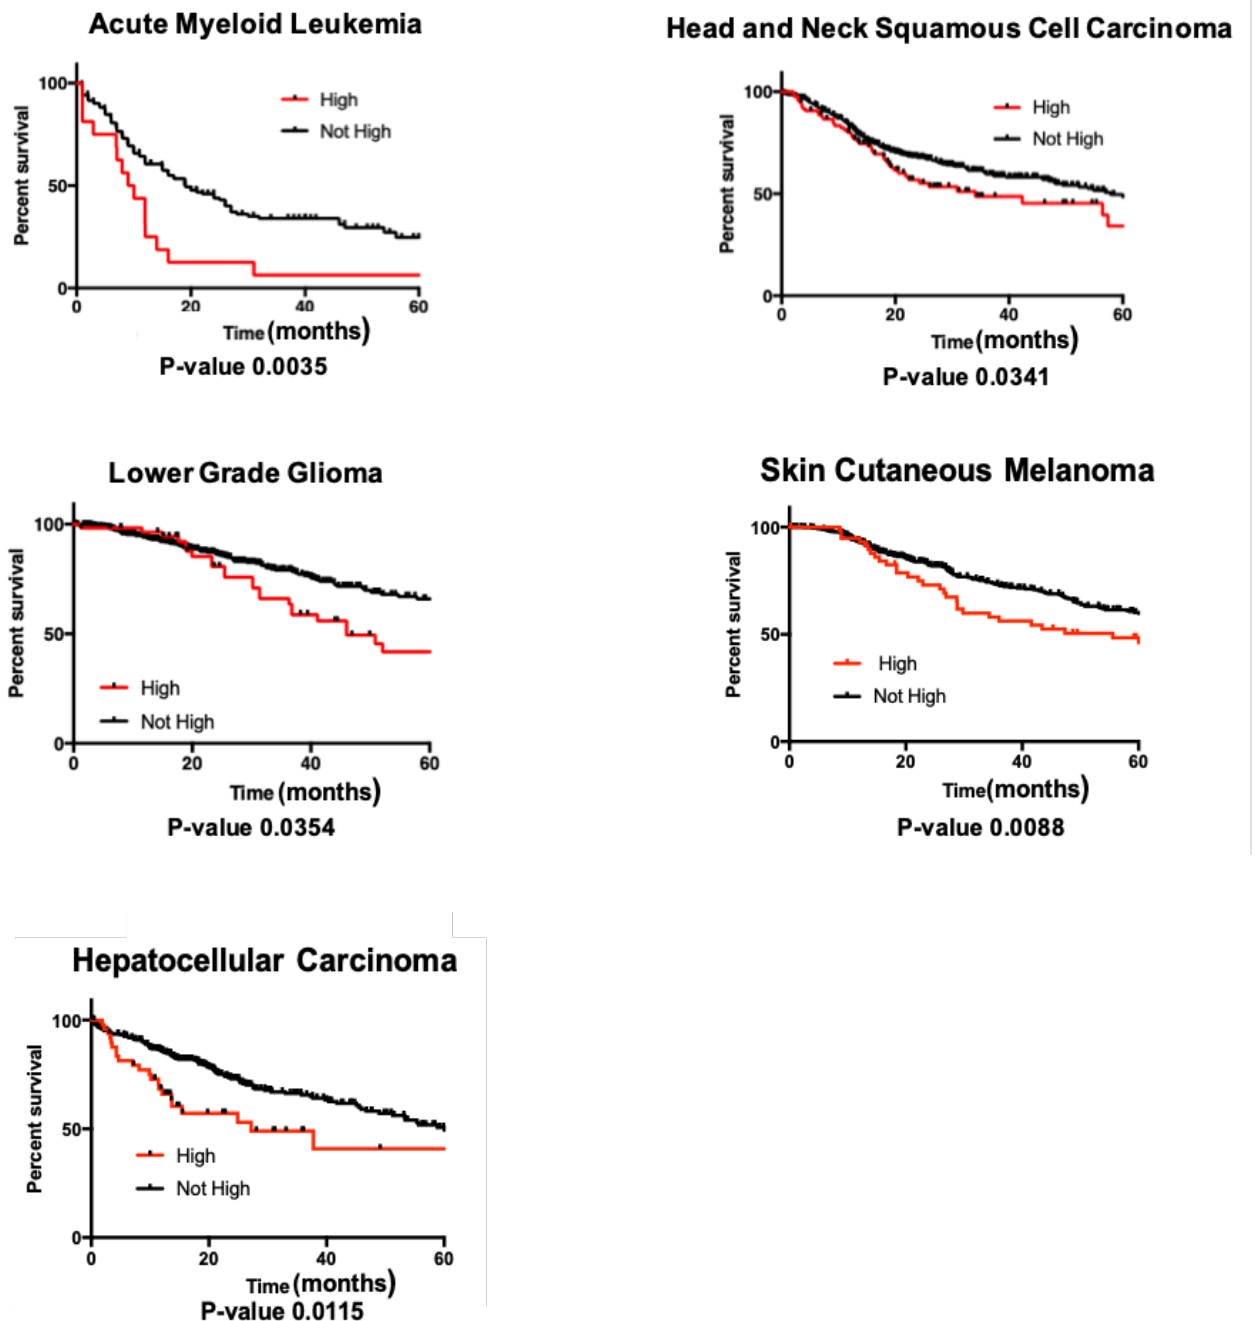 Acute Myeloid Leukemia
Percent survival
100
50
0
0 20 40 60
High
Not High
Time (months)
P-value 0.0035
Head and Neck Squamous Cell Carcinoma
Percent survival
100
50
0
0 20 40 60
High
Not High
Time (months)
P-value 0.0341
Lower Grade Glioma
Percent survival
100
50
0
0 20 40 60
High
Not High
Time (months)
P-value 0.0354
Skin Cutaneous Melanoma
Percent survival
100
50
0
0 20 40 60
High
Not High
Time(months)
P-value 0.0088
Hepatocellular Carcinoma
Percent survival
100
50
0
0 20 40 60
High
Not High
Time (months)
P-value 0.0115